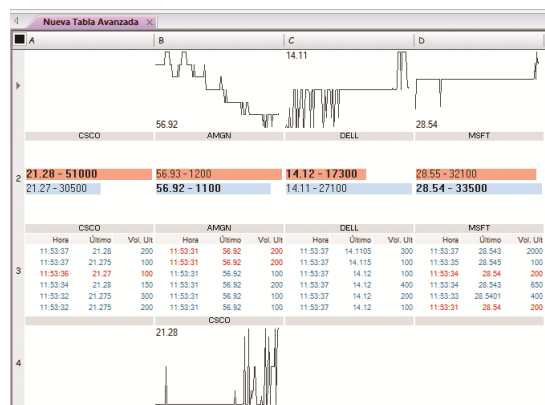 Nueva Tabla Avanzada ×
A B C D
14.11
56.92 28.54
CSCO AMGN DELL MSFT
21.28 - 51000 56.93 - 1200 14.12 - 17300 28.55 - 32100
2
21.27 - 30500 56.92 - 1100 14.11 - 27100 28.54 - 33500
CSCO AMGN DELL MSFT
Hora Último Vol. Ult Hora Último Vol. Ult Hora Último Vol. Ult Hora Último Vol. Ult
11:53:37 21.28 200 11:53:31 56.92 200 11:53:37 14.1105 300 11:53:37 28.543 2000
11:53:37 21.275 100 11:53:31 56.92 200 11:53:37 14.115 100 11:53:35 28.545 100
11:53:36 21.27 100 11:53:31 56.92 100 11:53:37 14.12 100 11:53:34 28.54 200
3
11:53:34 21.28 150 11:53:31 56.92 200 11:53:37 14.12 400 11:53:34 28.543 650
11:53:32 21.275 300 11:53:31 56.92 100 11:53:37 14.12 200 11:53:33 28.5401 400
11:53:32 21.275 200 11:53:31 56.92 100 11:53:37 14.12 100 11:53:31 28.54 200
CSCO
21.28
4